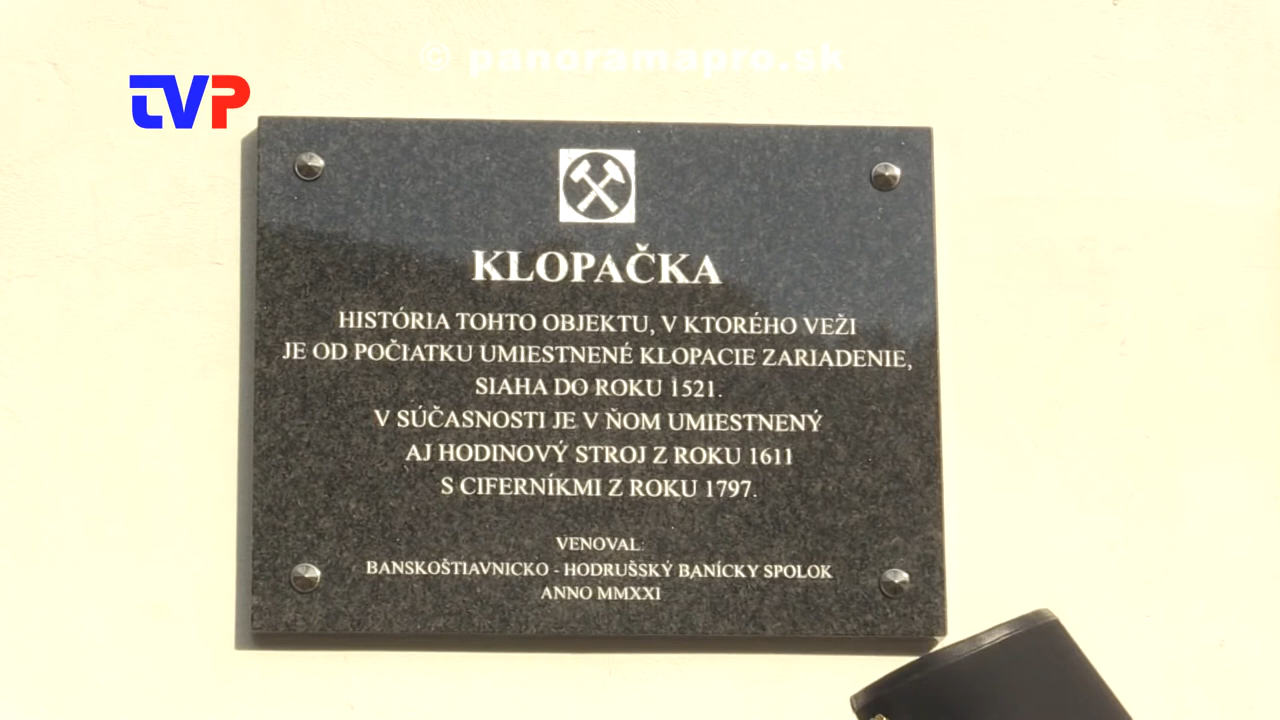 © panoramapro.sk
TVP
KLOPAČKA
HISTÓRIA TOHTO OBJEKTU, V KTORÉHO VEŽI
JE OD POČIATKU UMIESTNENÉ KLOPACIE ZARIADENIE,
SIAHA DO ROKU 1521.
V SÚČASNOSTI JE V ŇOM UMIESTNENÝ
AJ HODINOVÝ STROJ Z ROKU 1611
S CIFERNÍKMI Z ROKU 1797.
VENOVAL:
BANSKOŠTIAVNICKO - HODRUŠSKÝ BANÍCKY SPOLOK
ANNO MMXXI